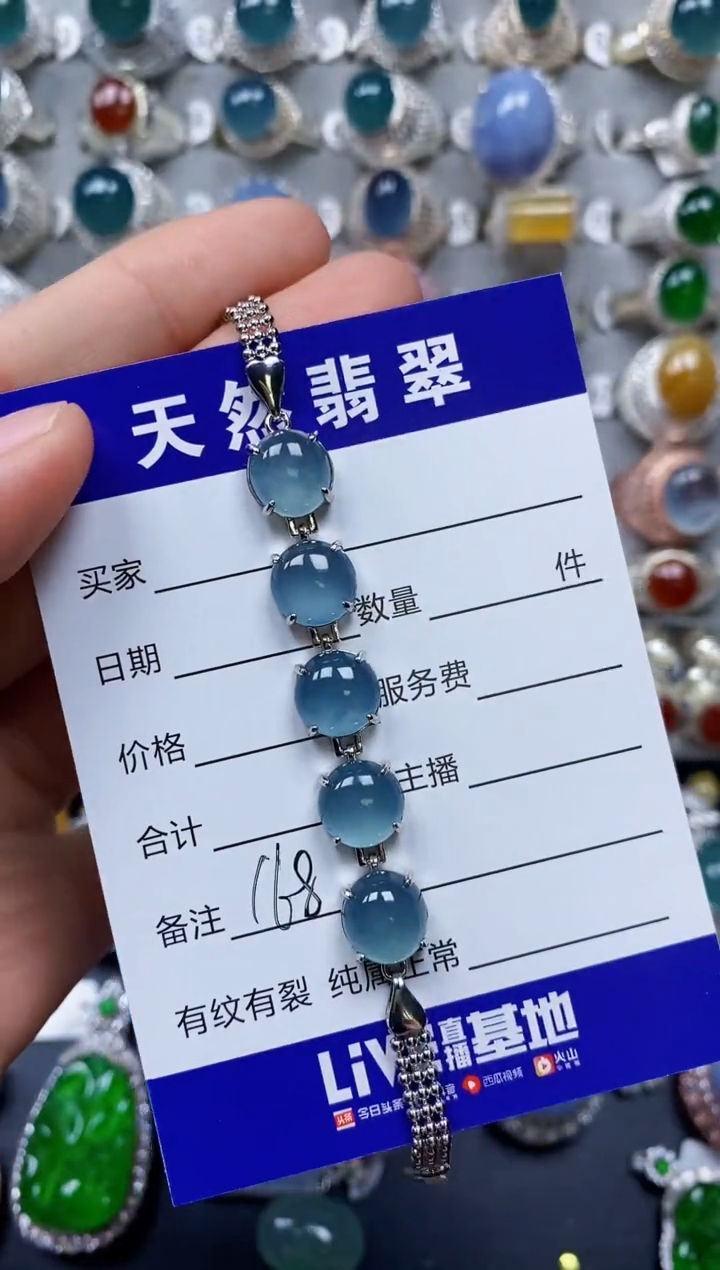 天然翡翠
买家
日期 数量 件
价格 服务费
合计 主播
备注 168
有纹有裂 纯属正常
LiVE直播基地
头条 今日头条 西瓜视频 火山